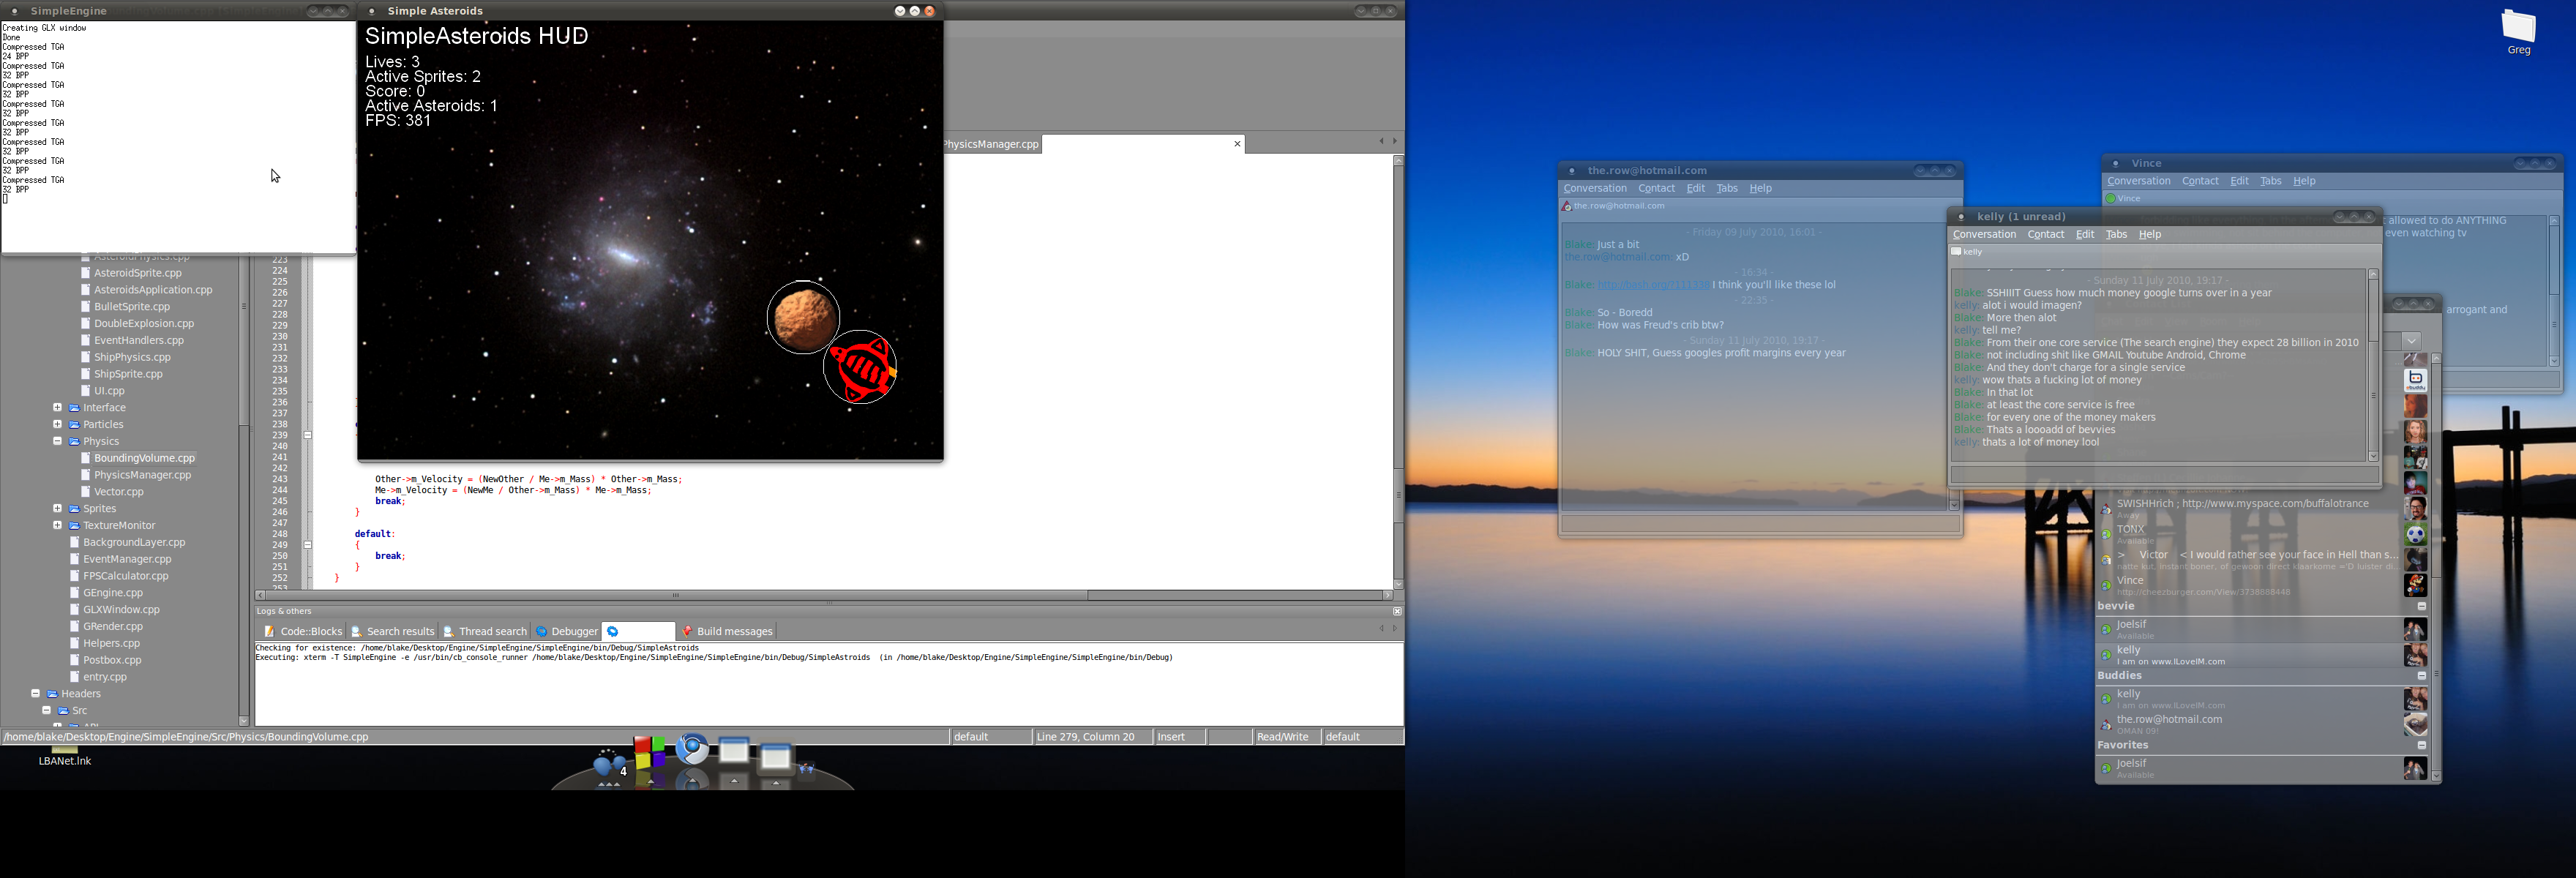 SimpleEngine
Creating GLX window
Done
Compressed TGA
24 BPP
Compressed TGA
32 BPP
Compressed TGA
32 BPP
Compressed TGA
32 BPP
Compressed TGA
32 BPP
Compressed TGA
32 BPP
Compressed TGA
32 BPP
Compressed TGA
32 BPP
Simple Asteroids
SimpleAsteroids HUD
Lives: 3
Active Sprites: 2
Score: 0
Active Asteroids: 1
FPS: 381
PhysicsManager.cpp
AsteroidPhysics.cpp
AsteroidSprite.cpp
AsteroidsApplication.cpp
BulletSprite.cpp
DoubleExplosion.cpp
EventHandlers.cpp
ShipPhysics.cpp
ShipSprite.cpp
UI.cpp
Interface
Particles
Physics
BoundingVolume.cpp
PhysicsManager.cpp
Vector.cpp
Sprites
TextureMonitor
BackgroundLayer.cpp
EventManager.cpp
FPSCalculator.cpp
GEngine.cpp
GLXWindow.cpp
GRender.cpp
Helpers.cpp
Postbox.cpp
entry.cpp
Headers
Src
223
224
225
226
227
228
229
230
231
232
233
234
235
236
237
238
239
240
241
242
243 Other->m_Velocity = (NewOther / Me->m_Mass) * Other->m_Mass;
244 Me->m_Velocity = (NewMe / Other->m_Mass) * Me->m_Mass;
245 break;
246 }
247
248 default:
249 {
250 break;
251 }
252 }
Logs & others
Code::Blocks Search results Thread search Debugger Build messages
Checking for existence: /home/blake/Desktop/Engine/SimpleEngine/SimpleEngine/bin/Debug/SimpleAstroids
Executing: xterm -T SimpleEngine -e /usr/bin/cb_console_runner /home/blake/Desktop/Engine/SimpleEngine/SimpleEngine/bin/Debug/SimpleAstroids (in /home/blake/Desktop/Engine/SimpleEngine/SimpleEngine/bin/Debug)
/home/blake/Desktop/Engine/SimpleEngine/Src/Physics/BoundingVolume.cpp default Line 279, Column 20 Insert Read/Write default
LBANet.lnk
4
Greg
the.row@hotmail.com
Conversation Contact Edit Tabs Help
the.row@hotmail.com
- Friday 09 July 2010, 16:01 -
Blake: Just a bit
the.row@hotmail.com: xD
- 16:34 -
Blake: I think you'll like these lol
- 22:35 -
Blake: So - Boredd
Blake: How was Freud's crib btw?
- Sunday 11 July 2010, 19:17 -
Blake: HOLY SHIT, Guess googles profit margins every year
Vince
Conversation Contact Edit Tabs Help
Vince
allowed to do ANYTHING
even watching tv
arrogant and
kelly (1 unread)
Conversation Contact Edit Tabs Help
kelly
- Sunday 11 July 2010, 19:17 -
Blake: SSHIIIT Guess how much money google turns over in a year
kelly: alot i would imagen?
Blake: More then alot
kelly: tell me?
Blake: From their one core service (The search engine) they expect 28 billion in 2010
Blake: not including shit like GMAIL Youtube Android, Chrome
Blake: And they don't charge for a single service
kelly: wow thats a fucking lot of money
Blake: In that lot
Blake: at least the core service is free
Blake: for every one of the money makers
Blake: Thats a loooadd of bevvies
kelly: thats a lot of money lool
SWISHHrich ; http://www.myspace.com/buffalotrance
Away
TONX
Available
> Victor < I would rather see your face in Hell than s...
natte kut, instant boner, of gewoon direct klaarkome ='D luister di...
Vince
http://cheezburger.com/View/3738888448
bevvie
Joelsif
Available
kelly
I am on www.ILoveIM.com
Buddies
kelly
I am on www.ILoveIM.com
the.row@hotmail.com
OMAN 09!
Favorites
Joelsif
Available